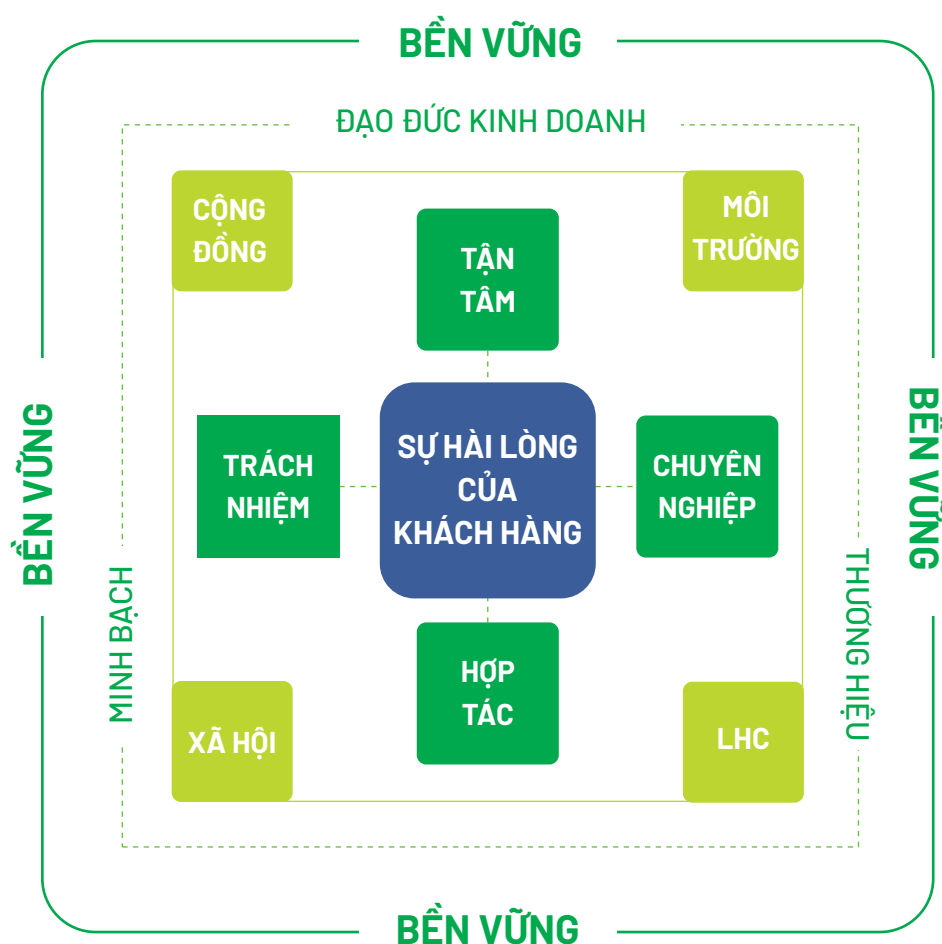 BỀN VỮNG
ĐẠO ĐỨC KINH DOANH
CỘNG
ĐỒNG
MÔI
TRƯỜNG
TẬN
TÂM
BỀN VỮNG
TRÁCH
NHIỆM
SỰ HÀI LÒNG
CỦA
KHÁCH HÀNG
CHUYÊN
NGHIỆP
BỀN VỮNG
MINH BẠCH
THƯƠNG HIỆU
HỢP
TÁC
XÃ HỘI
LHC
BỀN VỮNG